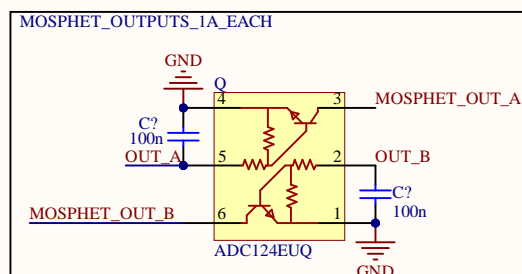 MOSPHET_OUTPUTS_1A_EACH
GND
Q
4
3
MOSPHET_OUT_A
C?
100n
OUT_A
5
2
OUT_B
C?
100n
MOSPHET_OUT_B
6
1
ADC124EUQ
GND